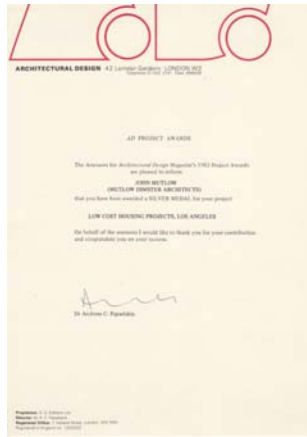 ARCHITECTURAL DESIGN 42 Leinster Gardens LONDON W2
AD PROJECT AWARDS
The Assessors for Architectural Design Magazine's 1983 Project Awards
are pleased to inform
JOHN MUTLOW
(MUTLOW DIMSTER ARCHITECTS)
that you have been awarded a SILVER MEDAL for your project
LOW COST HOUSING PROJECTS, LOS ANGELES
On behalf of the assessors I would like to thank you for your contribution
and congratulate you on your success.
Dr Andreas C. Papadakis